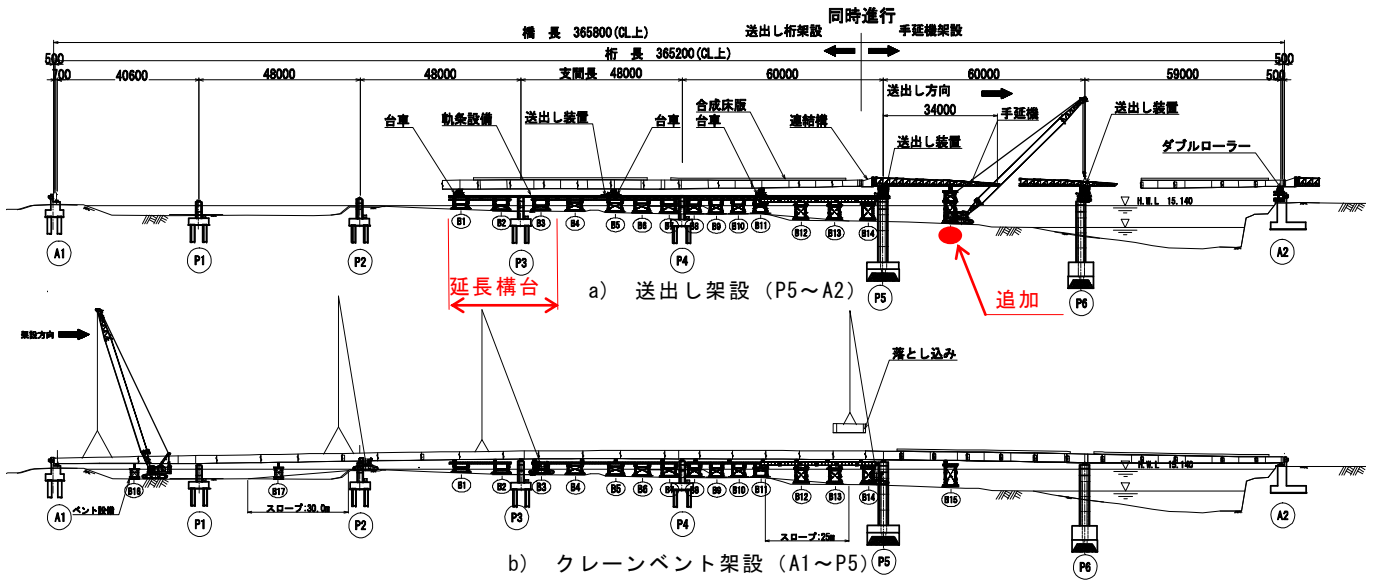 同時進行
橋 長 365800(CL上)
送出し桁架設
手延機架設
桁 長 365200(CL上)
500
500
700
40600
48000
48000
支間長
48000
60000
60000
59000
500
送出し方向
34000
台車
軌条設備
送出し装置
台車
合成床版
台車
連結構
送出し装置
手延機
送出し装置
ダブルローラー
H.W.L 15.140
B1
B2
B3
B4
B5
B6
B7
B8
B9
B10
B11
B12
B13
B14
A1
P1
P2
P3
P4
P5
P6
A2
延長構台
a) 送出し架設(P5~A2)
追加
架設方向
落とし込み
H.W.L 15.140
B16
B17
B1
B2
B3
B4
B5
B6
B7
B8
B9
B10
B11
B12
B13
B14
B15
A1
ベント設備
P1
スロープ:30.0m
P2
P3
P4
スロープ:25m
P5
P6
A2
b) クレーンベント架設(A1~P5)